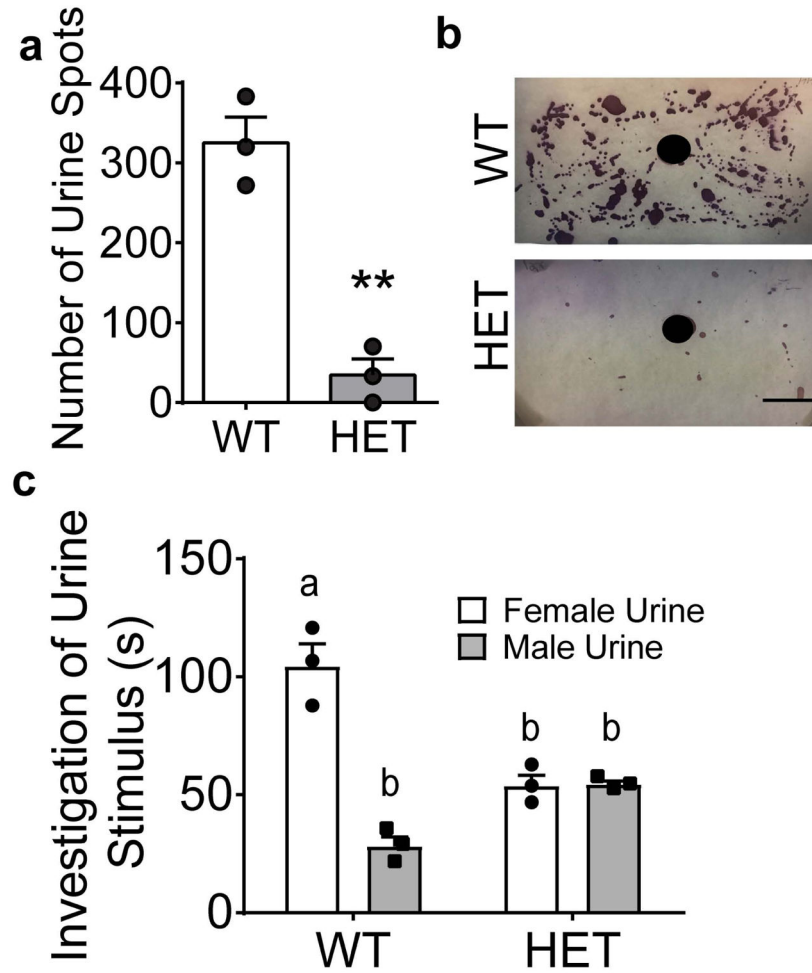 a
Number of Urine Spots
400
300
200
100
0
**
WT
HET
b
WT
HET
c
Investigation of Urine
Stimulus (s)
150
100
50
0
a
b
b
b
Female Urine
Male Urine
WT
HET